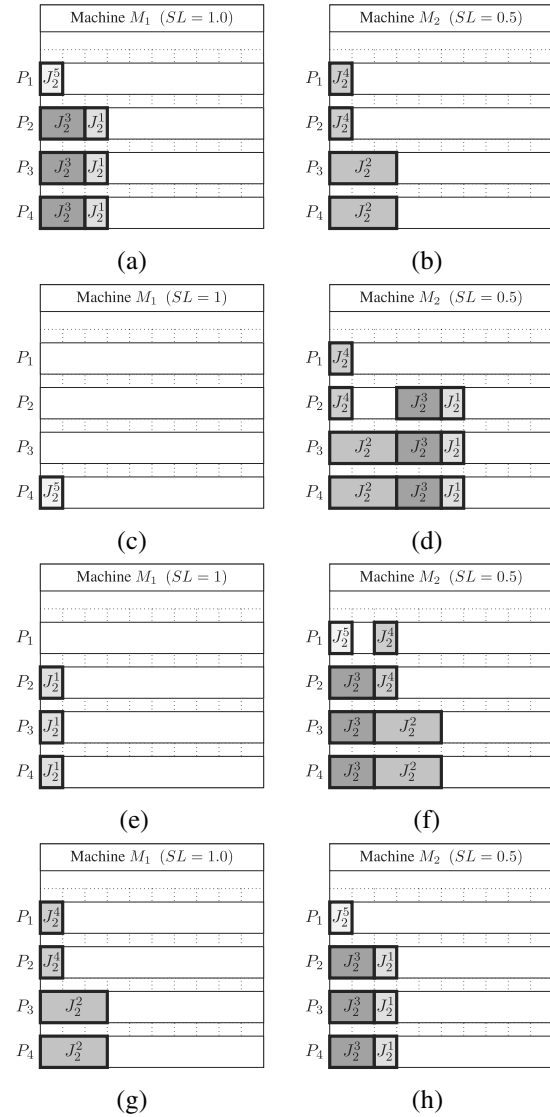 Machine M₁ (SL = 1.0) Machine M₂ (SL = 0.5)
P₁ J₂⁵ J₂⁴
P₂ J₂³ J₂¹ J₂⁴
P₃ J₂³ J₂¹ J₂²
P₄ J₂³ J₂¹ J₂²
(a) (b)
Machine M₁ (SL = 1) Machine M₂ (SL = 0.5)
P₁ P₁ J₂⁴
P₂ P₂ J₂⁴ J₂³ J₂¹
P₃ P₃ J₂² J₂³ J₂¹
P₄ J₂⁵ P₄ J₂² J₂³ J₂¹
(c) (d)
Machine M₁ (SL = 1) Machine M₂ (SL = 0.5)
P₁ P₁ J₂⁵ J₂⁴
P₂ J₂¹ P₂ J₂³ J₂⁴
P₃ J₂¹ P₃ J₂³ J₂²
P₄ J₂¹ P₄ J₂³ J₂²
(e) (f)
Machine M₁ (SL = 1.0) Machine M₂ (SL = 0.5)
P₁ J₂⁴ P₁ J₂⁵
P₂ J₂⁴ P₂ J₂³ J₂¹
P₃ J₂² P₃ J₂³ J₂¹
P₄ J₂² P₄ J₂³ J₂¹
(g) (h)